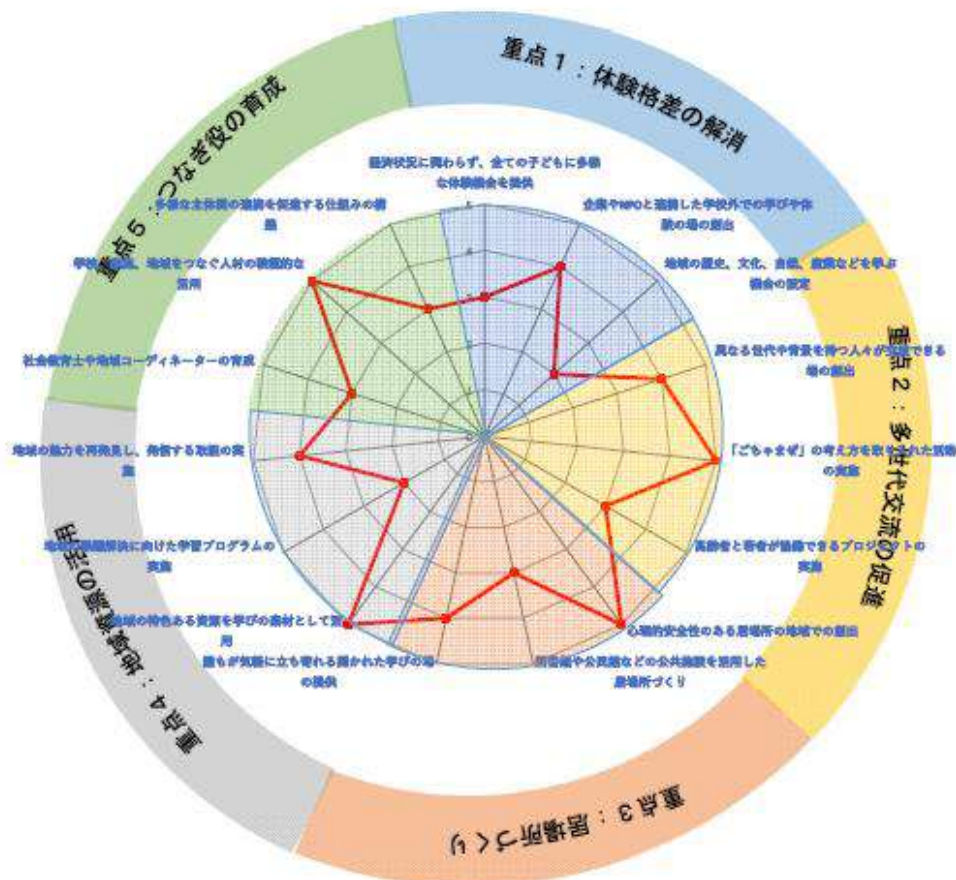 重点1：体験格差の解消
経済状況に関わらず、全ての子どもに多様
な体験機会を提供
企業やNPOと連携した学校外での学びや体
験の場の創出
地域の歴史、文化、自然、産業などを学ぶ
機会の設定
重点2：多世代交流の促進
異なる世代や背景を持つ人々が交流できる
場の創出
「ごちゃまぜ」の考え方を取り入れた活動
の実施
高齢者と若者が協働できるプロジェクトの
実施
重点3：居場所づくり
心理的安全性のある居場所の地域での創出
図書館や公民館などの公共施設を活用した
居場所づくり
誰もが気軽に立ち寄れる開かれた学びの場
の提供
重点4：地域資源の活用
地域の特色ある資源を学びの素材として活
用
課題解決に向けた学習プログラムの
実施
地域の魅力を再発見し、発信する取組の実
施
重点5：つなぎ役の育成
社会教育士や地域コーディネーターの育成
地域をつなぐ人材の積極的な
活用
多様な主体間の連携を促進する仕組みの構
築
5
4